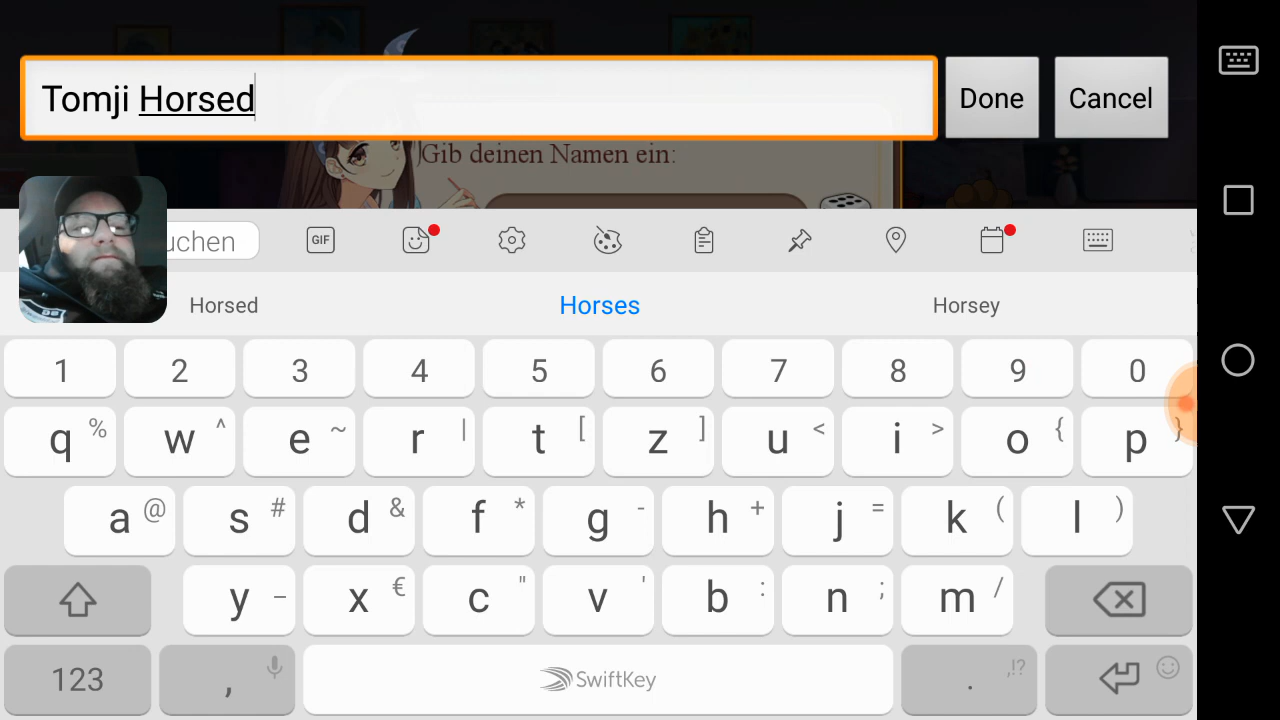 Tomji Horsed
Done
Cancel
Gib deinen Namen ein:
uchen
GIF
Horsed
Horses
Horsey
1 2 3 4 5 6 7 8 9 0
q % w ^ e ~ r | t [ z ] u < i > o { p }
a @ s # d & f * g - h + j = k ( l )
y _ x € c " v ' b : n ; m /
123 , SwiftKey . ,!?